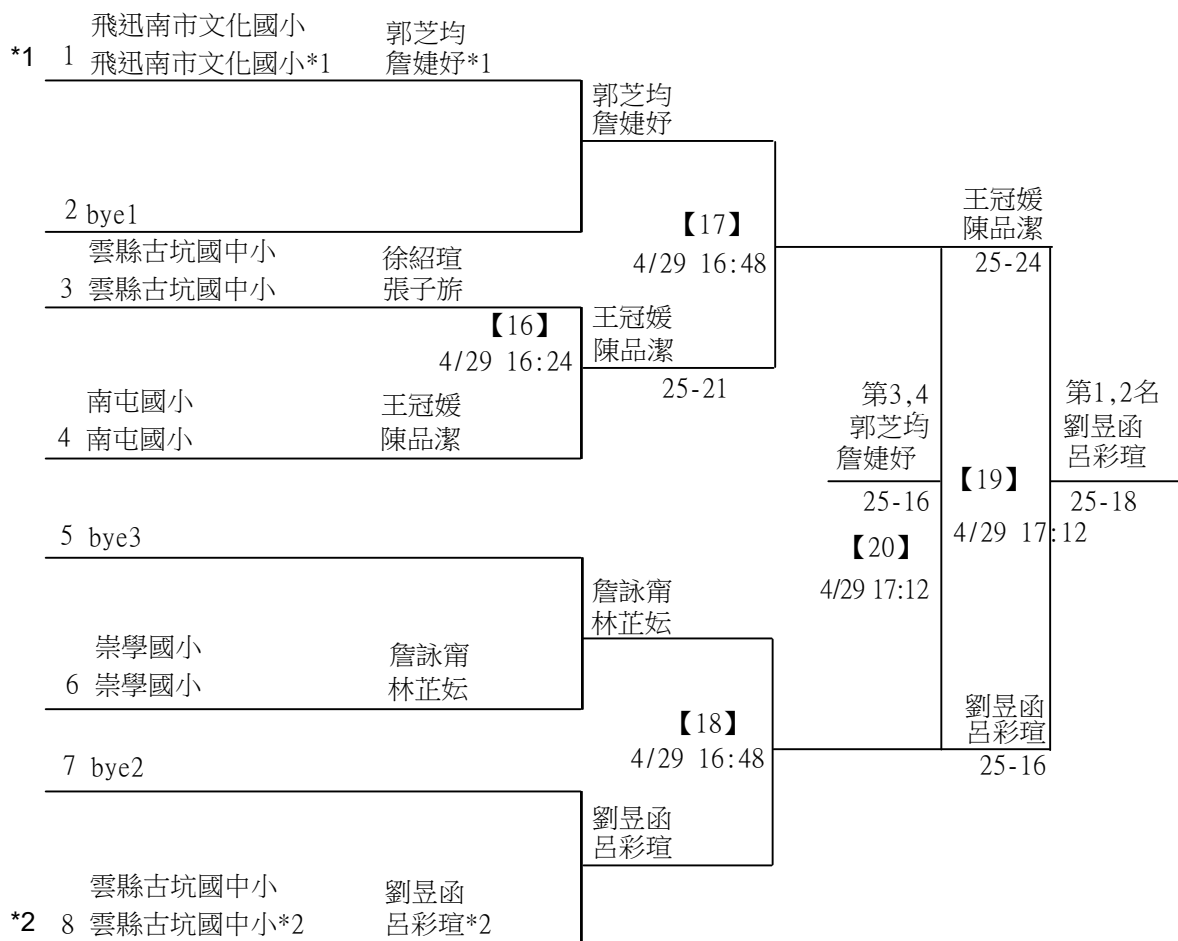 飛迅南市文化國小 郭芝均
*1 1 飛迅南市文化國小*1 詹婕妤*1
郭芝均
詹婕妤
2 bye1
【17】
4/29 16:48
王冠媛
陳品潔
25-24
雲縣古坑國中小 徐紹瑄
3 雲縣古坑國中小 張子旂
【16】
4/29 16:24
王冠媛
陳品潔
25-21
南屯國小 王冠媛
4 南屯國小 陳品潔
第3,4
郭芝均
詹婕妤
25-16
【20】
4/29 17:12
【19】
4/29 17:12
第1,2名
劉昱函
呂彩瑄
25-18
5 bye3
詹詠甯
林芷妘
崇學國小 詹詠甯
6 崇學國小 林芷妘
【18】
4/29 16:48
劉昱函
呂彩瑄
25-16
7 bye2
劉昱函
呂彩瑄
雲縣古坑國中小 劉昱函
*2 8 雲縣古坑國中小*2 呂彩瑄*2